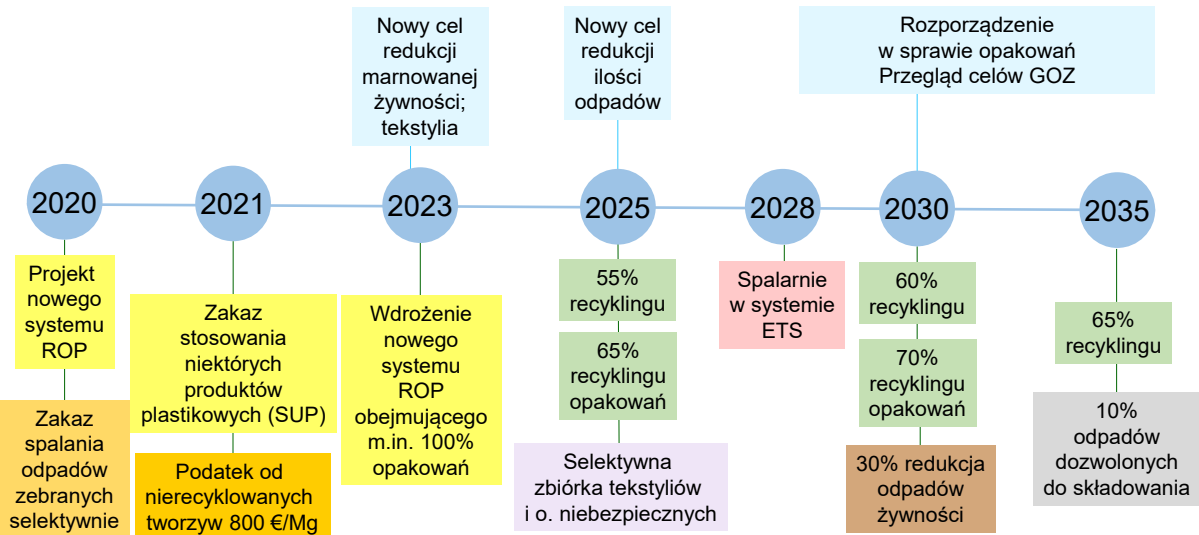 Nowy cel
redukcji
marnowanej
żywności;
tekstylia
Nowy cel
redukcji
ilości
odpadów
Rozporządzenie
w sprawie opakowań
Przegląd celów GOZ
2020
2021
2023
2025
2028
2030
2035
Projekt
nowego
systemu
ROP
Zakaz
spalania
odpadów
zebranych
selektywnie
Zakaz
stosowania
niektórych
produktów
plastikowych (SUP)
Podatek od
nierecyklowanych
tworzyw 800 €/Mg
Wdrożenie
nowego
systemu
ROP
obejmującego
m.in. 100%
opakowań
55%
recyklingu
65%
recyklingu
opakowań
Selektywna
zbiórka tekstyliów
i o. niebezpiecznych
Spalarnie
w systemie
ETS
60%
recyklingu
70%
recyklingu
opakowań
30% redukcja
odpadów
żywności
65%
recyklingu
10%
odpadów
dozwolonych
do składowania